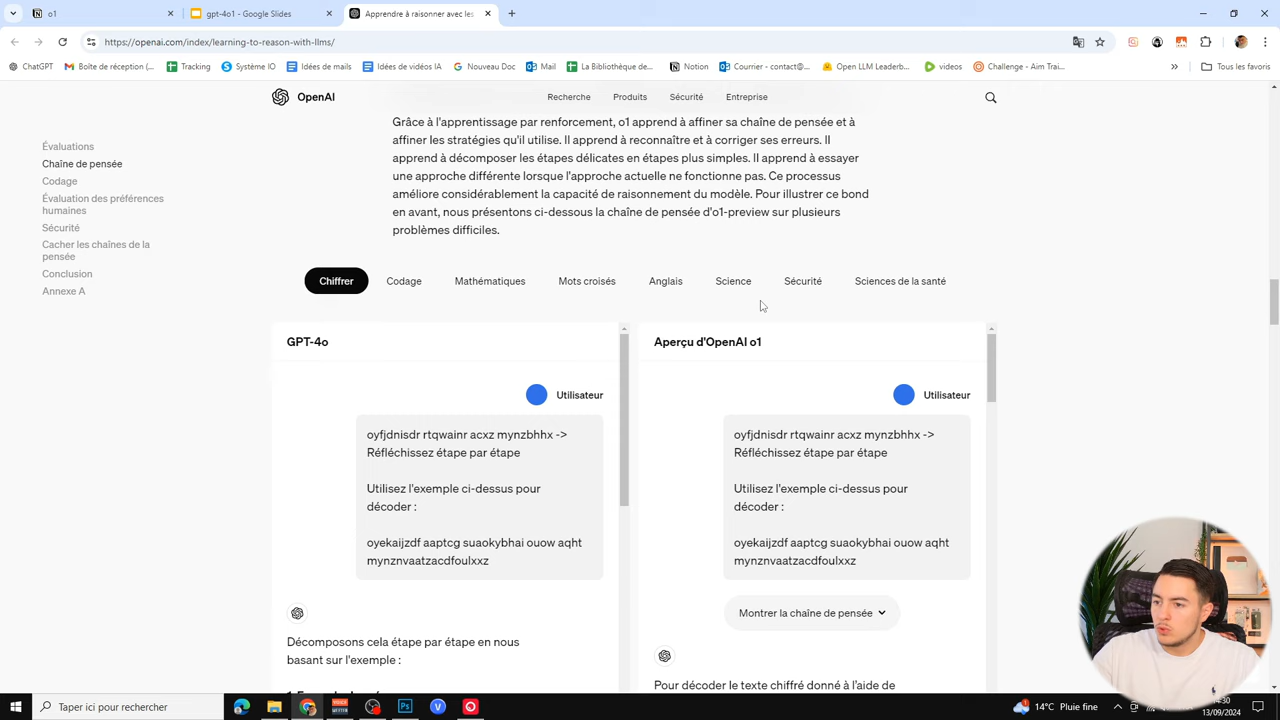 o1
gpt-4o1 - Google Slides
Apprendre à raisonner avec les
https://openai.com/index/learning-to-reason-with-llms/
ChatGPT
Boîte de réception (...
Tracking
Système IO
Idées de mails
Idées de vidéos IA
Nouveau Doc
Mail
La Bibliothèque de...
Notion
Courrier - contact@...
Open LLM Leaderb...
videos
Challenge - Aim Trai...
Tous les favoris
OpenAI
Recherche
Produits
Sécurité
Entreprise
Évaluations
Chaîne de pensée
Codage
Évaluation des préférences
humaines
Sécurité
Cacher les chaînes de la
pensée
Conclusion
Annexe A
Grâce à l'apprentissage par renforcement, o1 apprend à affiner sa chaîne de pensée et à
affiner les stratégies qu'il utilise. Il apprend à reconnaître et à corriger ses erreurs. Il
apprend à décomposer les étapes délicates en étapes plus simples. Il apprend à essayer
une approche différente lorsque l'approche actuelle ne fonctionne pas. Ce processus
améliore considérablement la capacité de raisonnement du modèle. Pour illustrer ce bond
en avant, nous présentons ci-dessous la chaîne de pensée d'o1-preview sur plusieurs
problèmes difficiles.
Chiffrer
Codage
Mathématiques
Mots croisés
Anglais
Science
Sécurité
Sciences de la santé
GPT-4o
Utilisateur
oyfjdnisdr rtqwainr acxz mynzbhhx ->
Réfléchissez étape par étape
Utilisez l'exemple ci-dessus pour
décoder :
oyekaijzdf aaptcg suaokybhai ouow aqht
mynznvaatzacdfoulxxz
Décomposons cela étape par étape en nous
basant sur l'exemple :
Aperçu d'OpenAI o1
Utilisateur
oyfjdnisdr rtqwainr acxz mynzbhhx ->
Réfléchissez étape par étape
Utilisez l'exemple ci-dessus pour
décoder :
oyekaijzdf aaptcg suaokybhai ouow aqht
mynznvaatzacdfoulxxz
Montrer la chaîne de pensée
Pour décoder le texte chiffré donné à l'aide de
Taper ici pour rechercher
14°C Pluie fine
13/09/2024